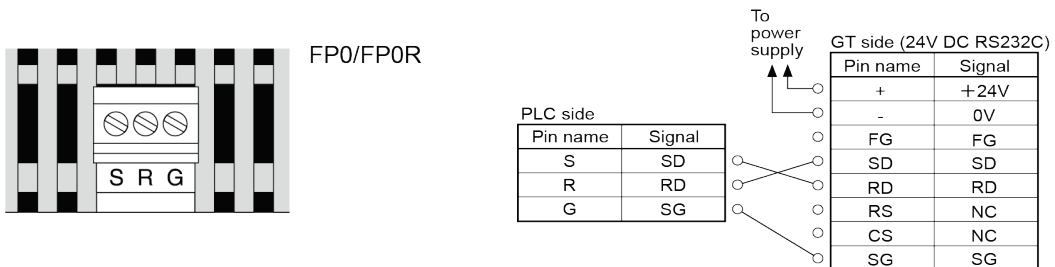 FP0/FP0R
S R G
PLC side
Pin name Signal
S SD
R RD
G SG
To
power
supply
GT side (24V DC RS232C)
Pin name Signal
+ +24V
- 0V
FG FG
SD SD
RD RD
RS NC
CS NC
SG SG